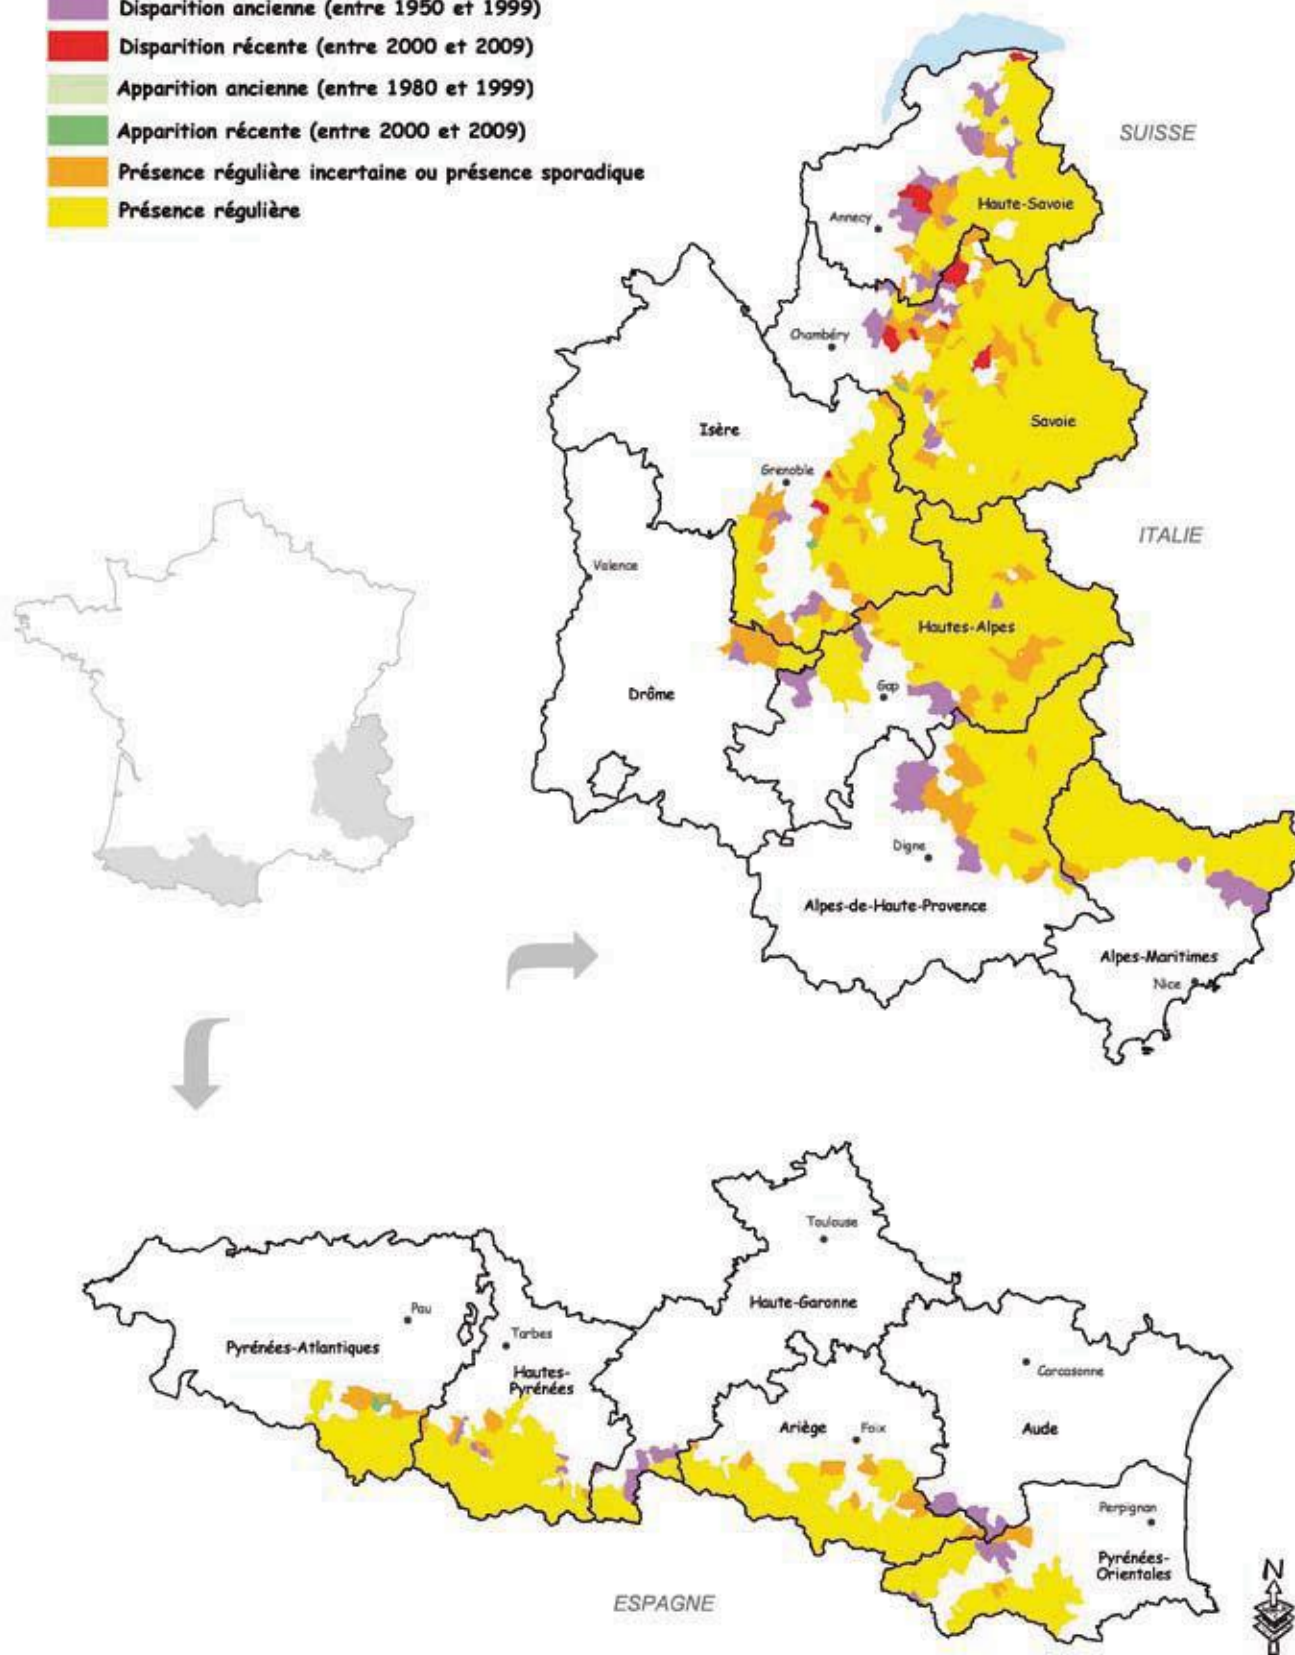 Disparition ancienne (entre 1950 et 1999)
Disparition récente (entre 2000 et 2009)
Apparition ancienne (entre 1980 et 1999)
Apparition récente (entre 2000 et 2009)
Présence régulière incertaine ou présence sporadique
Présence régulière
SUISSE
Haute-Savoie
Annecy
Chambéry
Savoie
Isère
Grenoble
ITALIE
Valence
Hautes-Alpes
Gap
Drôme
Digne
Alpes-de-Haute-Provence
Alpes-Maritimes
Nice
Toulouse
Haute-Garonne
Pau
Pyrénées-Atlantiques
Tarbes
Hautes-
Pyrénées
Carcasonne
Ariège
Foix
Aude
Perpignan
Pyrénées-
Orientales
ESPAGNE
N